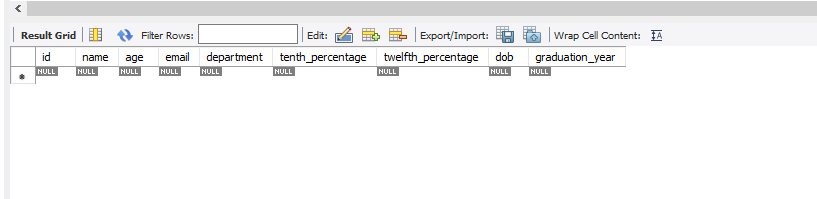 Result Grid Filter Rows: Edit: Export/Import: Wrap Cell Content:
id name age email department tenth_percentage twelfth_percentage dob graduation_year
NULL NULL NULL NULL NULL NULL NULL NULL NULL